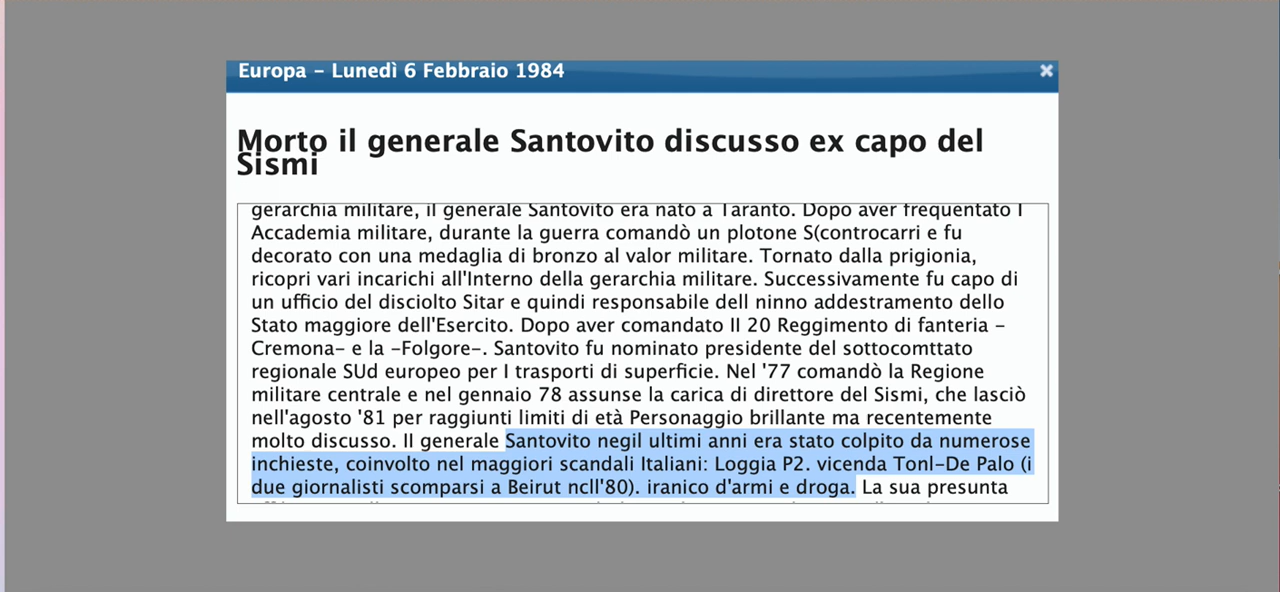 Europa – Lunedì 6 Febbraio 1984
Morto il generale Santovito discusso ex capo del
Sismi
gerarchia militare, il generale Santovito era nato a Taranto. Dopo aver frequentato l
Accademia militare, durante la guerra comandò un plotone S(controcarri e fu
decorato con una medaglia di bronzo al valor militare. Tornato dalla prigionia,
ricopri vari incarichi all'Interno della gerarchia militare. Successivamente fu capo di
un ufficio del disciolto Sitar e quindi responsabile dell ninno addestramento dello
Stato maggiore dell'Esercito. Dopo aver comandato II 20 Reggimento di fanteria –
Cremona– e la –Folgore–. Santovito fu nominato presidente del sottocomttato
regionale SUd europeo per I trasporti di superficie. Nel '77 comandò la Regione
militare centrale e nel gennaio 78 assunse la carica di direttore del Sismi, che lasciò
nell'agosto '81 per raggiunti limiti di età Personaggio brillante ma recentemente
molto discusso. II generale Santovito negil ultimi anni era stato colpito da numerose
inchieste, coinvolto nel maggiori scandali Italiani: Loggia P2. vicenda Tonl–De Palo (i
due giornalisti scomparsi a Beirut ncll'80). iranico d'armi e droga. La sua presunta